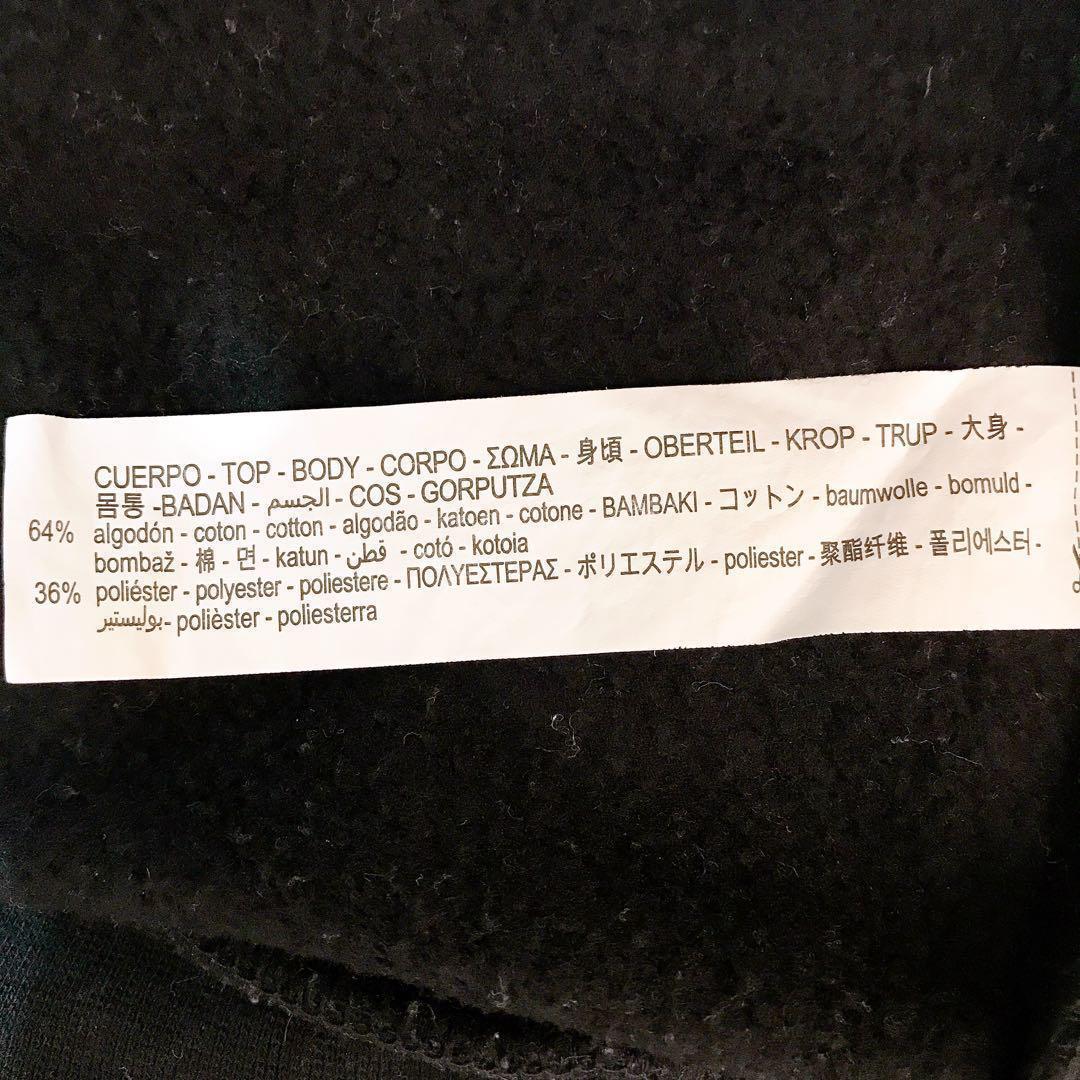 CUERPO - TOP - BODY - CORPO - ΣΩMA - 身頃 - OBERTEIL - KROP - TRUP - 大身 -
몸통 -BADAN - الجسم - COS - GORPUTZA
64% algodón - coton - cotton - algodão - katoen - cotone - BAMBAKI - コットン - baumwolle - bomuld -
bombaž - 棉 - 면 - katun - قطن - cotó - kotoia
36% poliéster - polyester - poliestere - ΠΟΛΥΕΣΤΕΡΑΣ - ポリエステル - poliester - 聚酯纤维 - 폴리에스터 -
بوليستير- polièster - poliesterra